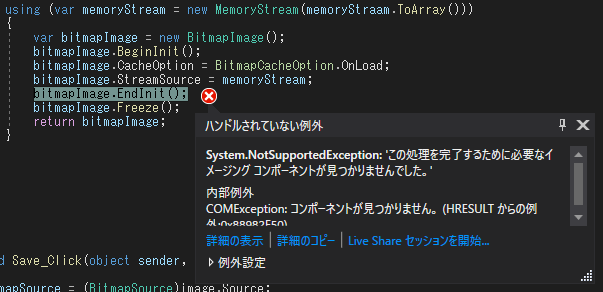 using (var memoryStream = new MemoryStream(memoryStraam.ToArray()))
{
var bitmapImage = new BitmapImage();
bitmapImage.BeginInit();
bitmapImage.CacheOption = BitmapCacheOption.OnLoad;
bitmapImage.StreamSource = memoryStream;
bitmapImage.EndInit();
bitmapImage.Freeze();
return bitmapImage;
}
ハンドルされていない例外
System.NotSupportedException: 'この処理を完了するために必要なイ
メージング コンポーネントが見つかりませんでした。'
内部例外
COMException: コンポーネントが見つかりません。 (HRESULT からの例
外:0x88982F50)
詳細の表示 | 詳細のコピー | Live Share セッションを開始...
例外設定
d Save_Click(object sender,
mapSource = (BitmapSource)image.Source;